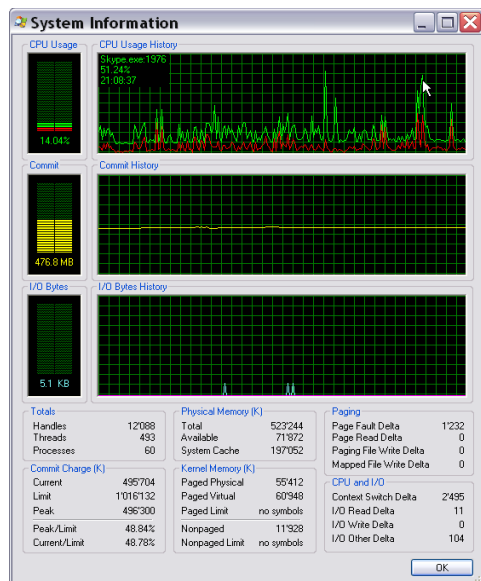 System Information
CPU Usage
CPU Usage History
Skype.exe:1976
51.24%
21:08:37
14.04%
Commit
Commit History
476.8 MB
I/O Bytes
I/O Bytes History
5.1 KB
Totals
Handles 12'088
Threads 493
Processes 60
Physical Memory (K)
Total 523'244
Available 71'872
System Cache 197'052
Paging
Page Fault Delta 1'232
Page Read Delta 0
Paging File Write Delta 0
Mapped File Write Delta 0
Commit Charge (K)
Current 495'704
Limit 1'016'132
Peak 496'300
Peak/Limit 48.84%
Current/Limit 48.78%
Kernel Memory (K)
Paged Physical 55'412
Paged Virtual 60'948
Paged Limit no symbols
Nonpaged 11'928
Nonpaged Limit no symbols
CPU and I/O
Context Switch Delta 2'495
I/O Read Delta 11
I/O Write Delta 0
I/O Other Delta 104
OK